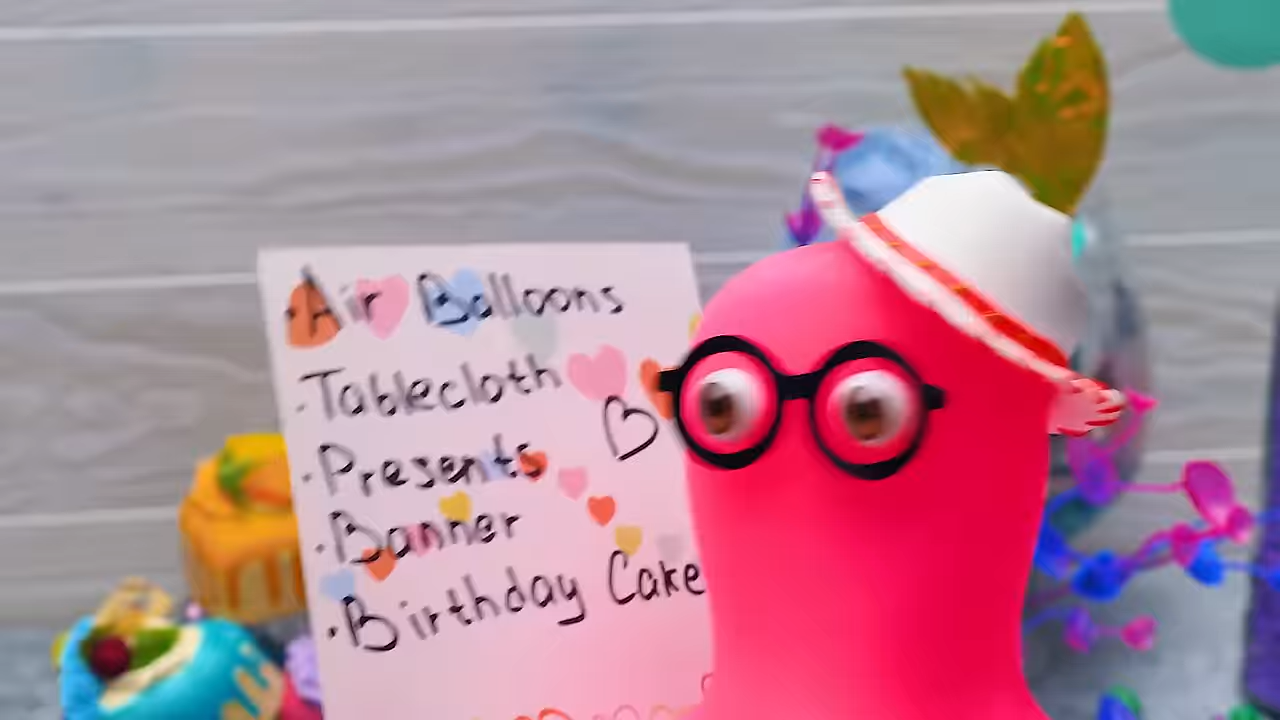 · Air Balloons
· Tablecloth
· Presents
· Banner
· Birthday Cake